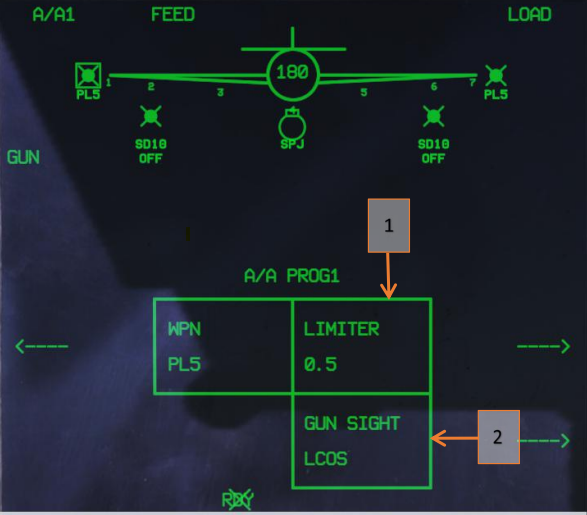 A/A1 FEED LOAD
180
1 2 3 5 6 7
PL5 PL5
SD10 SPJ SD10
OFF OFF
GUN
1
A/A PROG1
WPN LIMITER
<---- ---->
PL5 0.5
GUN SIGHT
2 ---->
LCOS
RDY